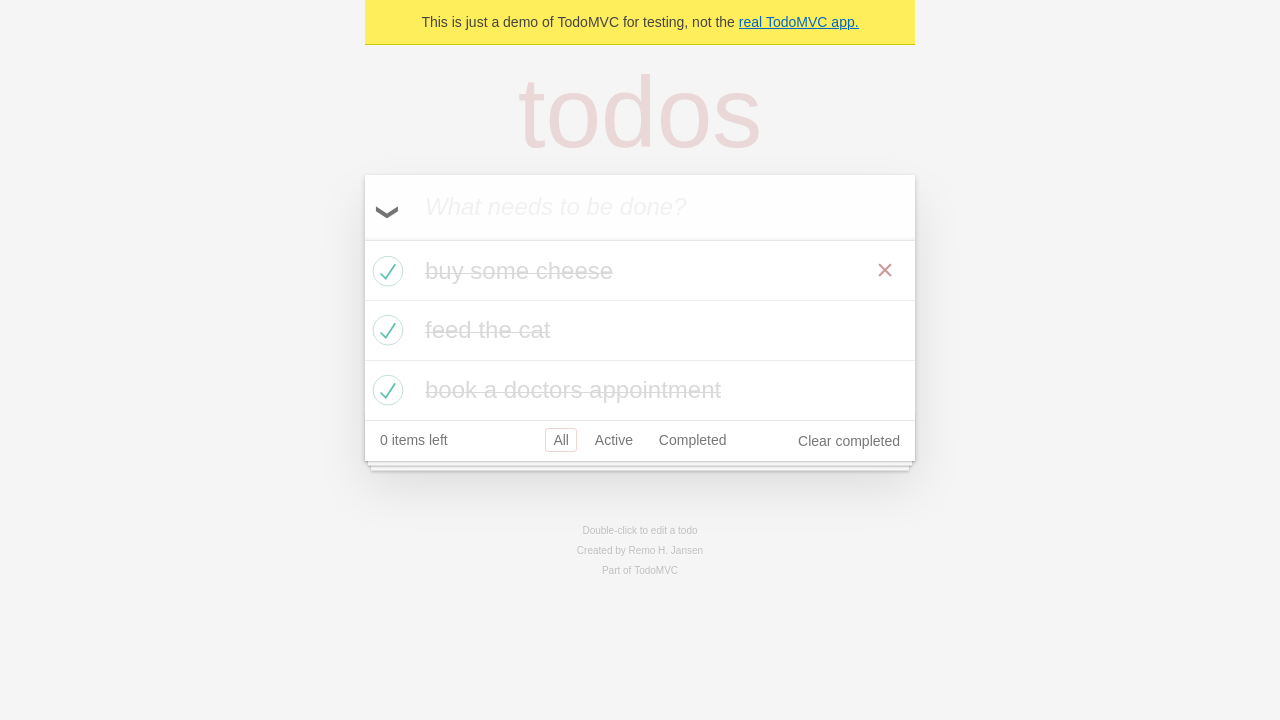 This is just a demo of TodoMVC for testing, not the real TodoMVC app.
todos
What needs to be done?
buy some cheese
feed the cat
book a doctors appointment
0 items left All Active Completed Clear completed
Double-click to edit a todo
Created by Remo H. Jansen
Part of TodoMVC